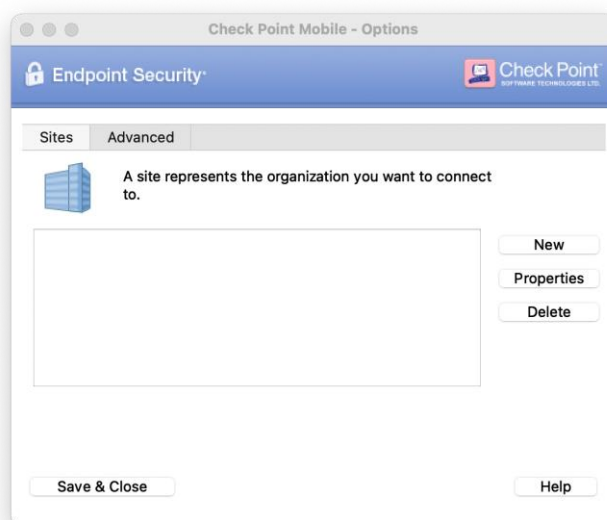 Check Point Mobile - Options
Endpoint Security
Check Point
SOFTWARE TECHNOLOGIES LTD.
Sites
Advanced
A site represents the organization you want to connect
to.
New
Properties
Delete
Save & Close
Help